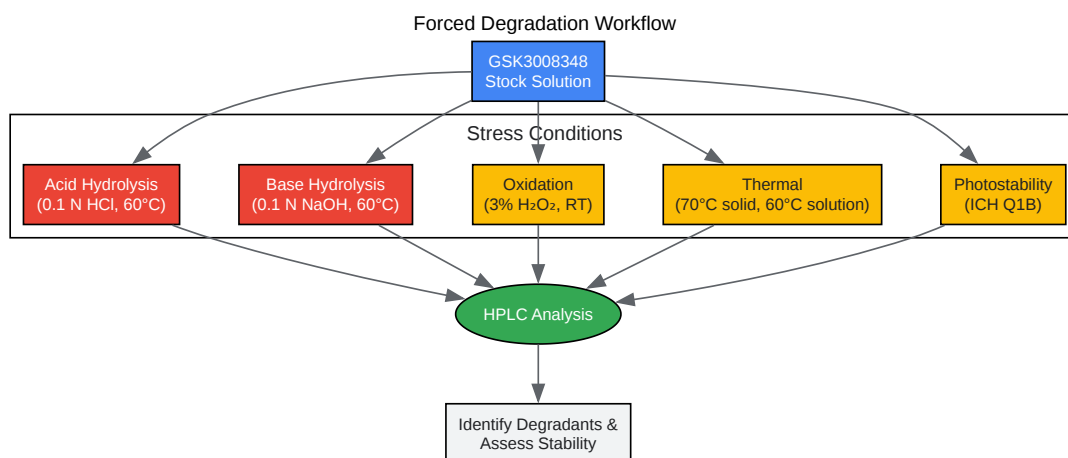 Forced Degradation Workflow
GSK3008348
Stock Solution
Stress Conditions
Acid Hydrolysis
(0.1 N HCl, 60°C)
Base Hydrolysis
(0.1 N NaOH, 60°C)
Oxidation
(3% H₂O₂, RT)
Thermal
(70°C solid, 60°C solution)
Photostability
(ICH Q1B)
HPLC Analysis
Identify Degradants &
Assess Stability